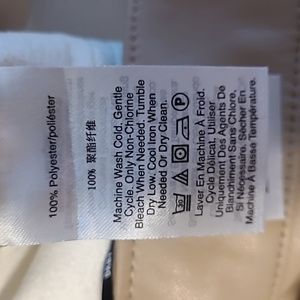 100% Polyester/poliéster
100% 聚酯纤维
Machine Wash Cold. Gentle
Cycle. Only Non-Chlorine
Bleach When Needed. Tumble
Dry Low. Cool Iron When
Needed Or Dry Clean.
Laver En Machine À Froid.
Cycle Délicat. Utiliser
Uniquement Des Agents De
Blanchiment Sans Chlore,
Si Nécessaire. Sécher En
Machine À Basse Température.